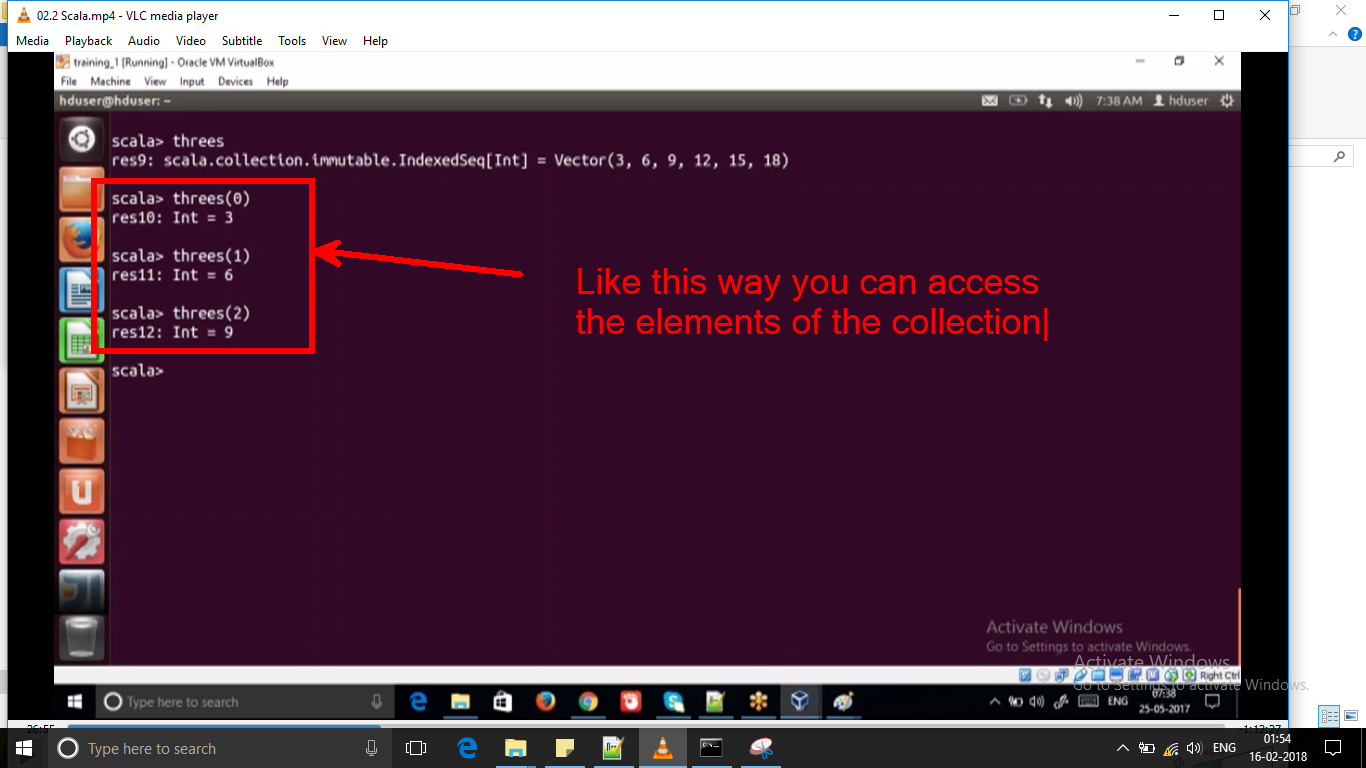 02.2 Scala.mp4 - VLC media player
Media Playback Audio Video Subtitle Tools View Help
training_1 [Running] - Oracle VM VirtualBox
File Machine View Input Devices Help
hduser@hduser: ~
7:38 AM hduser
scala> threes
res9: scala.collection.immutable.IndexedSeq[Int] = Vector(3, 6, 9, 12, 15, 18)
scala> threes(0)
res10: Int = 3
scala> threes(1)
res11: Int = 6
scala> threes(2)
res12: Int = 9
scala>
Like this way you can access
the elements of the collection|
Activate Windows
Go to Settings to activate Windows.
Activate Windows
Go to Settings to activate Windows.
Right Ctrl
Type here to search
ENG
07:38
25-05-2017
26:55
Type here to search
ENG
01:54
16-02-2018